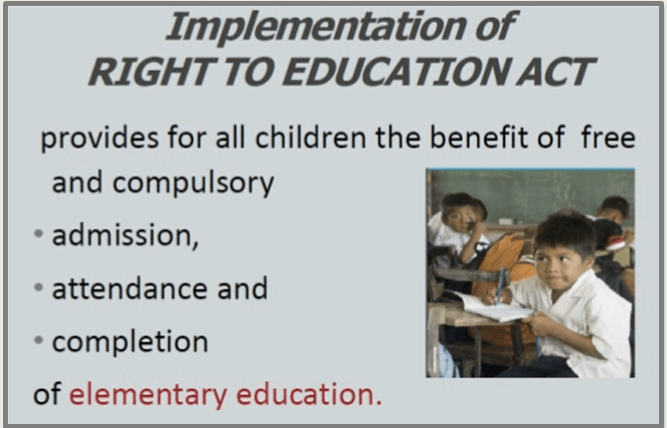 Implementation of
RIGHT TO EDUCATION ACT
provides for all children the benefit of free
and compulsory
• admission,
• attendance and
• completion
of elementary education.